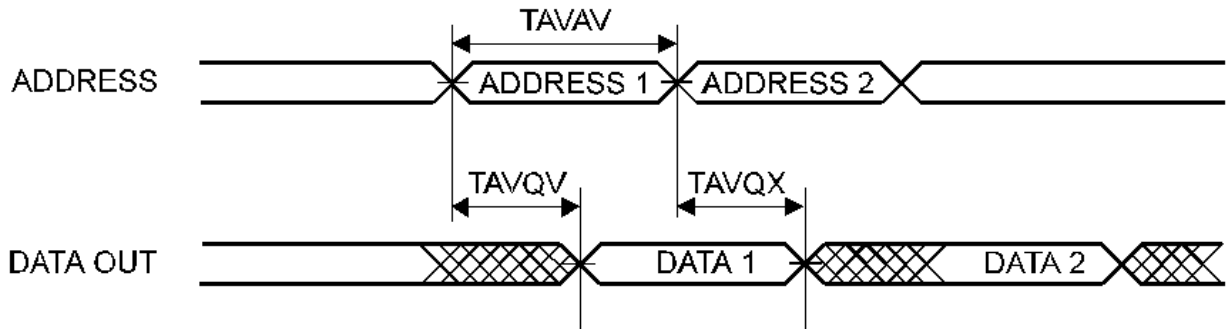 TAVAV
ADDRESS ADDRESS 1 ADDRESS 2
TAVQV TAVQX
DATA OUT DATA 1 DATA 2